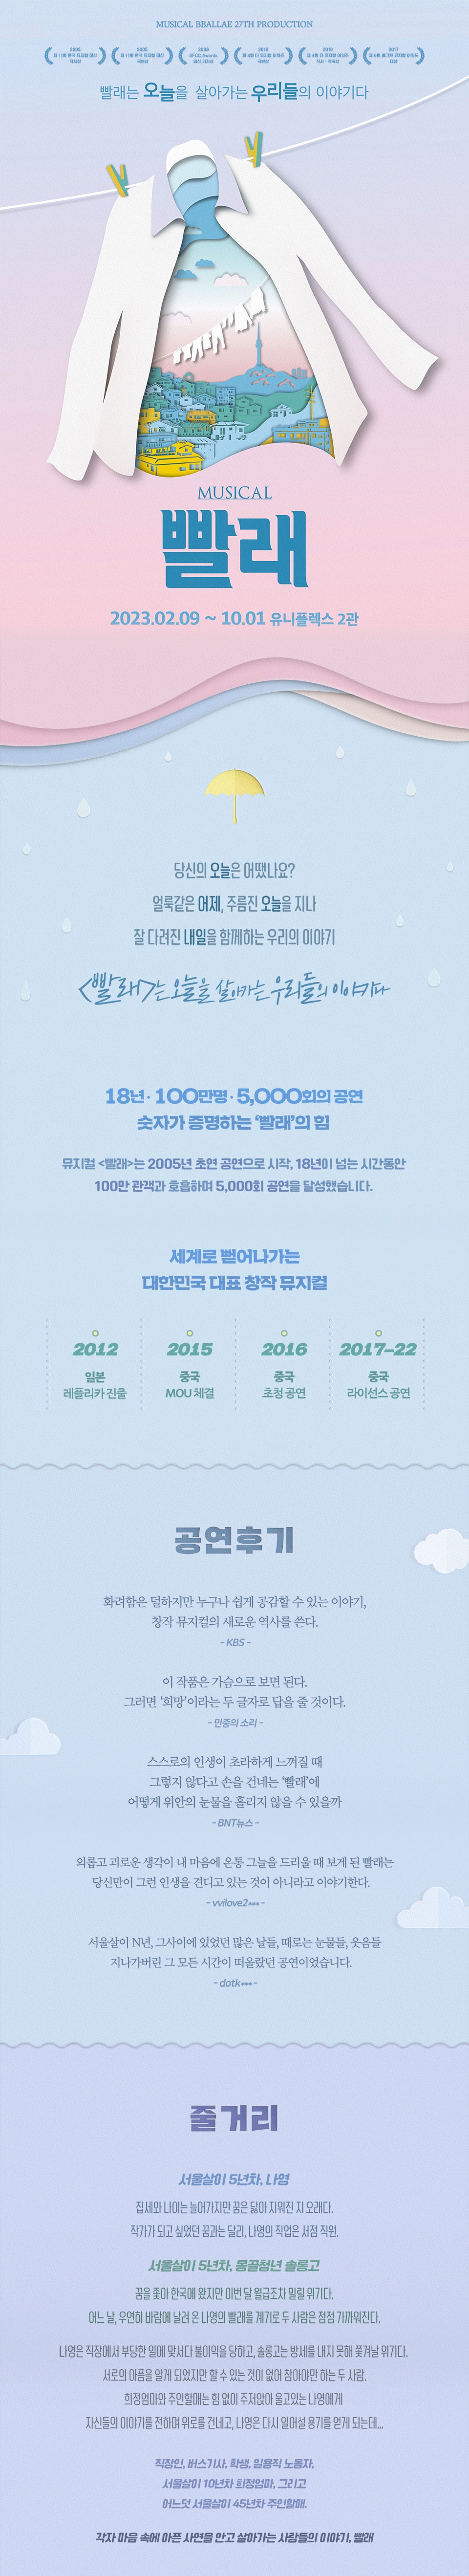 MUSICAL BBALLAE 27TH PRODUCTION
2005 2005 2009 2010 2010 2017
빨래는 오늘을 살아가는 우리들의 이야기다
MUSICAL
빨래
2023.02.09 ~ 10.01 유니플렉스 2관
당신의 오늘은 어땠나요?
얼룩같은 어제, 주름진 오늘을 지나
잘 다려진 내일을 함께하는 우리의 이야기
<빨래>는 오늘을 살아가는 우리들의 이야기다
18년 · 100만명 · 5,000회의 공연
숫자가 증명하는 '빨래'의 힘
뮤지컬 <빨래>는 2005년 초연 공연으로 시작, 18년이 넘는 시간동안
100만 관객과 호흡하며 5,000회 공연을 달성했습니다.
세계로 뻗어나가는
대한민국 대표 창작 뮤지컬
2012 2015 2016 2017–22
일본 중국 중국 중국
레플리카 진출 MOU 체결 초청 공연 라이선스 공연
공연후기
화려함은 덜하지만 누구나 쉽게 공감할 수 있는 이야기,
창작 뮤지컬의 새로운 역사를 쓴다.
- KBS -
이 작품은 가슴으로 보면 된다.
그러면 '희망'이라는 두 글자로 답을 줄 것이다.
- 민중의 소리 -
스스로의 인생이 초라하게 느껴질 때
그렇지 않다고 손을 건네는 '빨래'에
어떻게 위안의 눈물을 흘리지 않을 수 있을까
- BNT뉴스 -
외롭고 괴로운 생각이 내 마음에 온통 그늘을 드리울 때 보게 된 빨래는
당신만이 그런 인생을 견디고 있는 것이 아니라고 이야기한다.
- vvilove2*** -
서울살이 N년, 그사이에 있었던 많은 날들, 때로는 눈물들, 웃음들
지나가버린 그 모든 시간이 떠올랐던 공연이었습니다.
- dotk*** -
줄거리
서울살이 5년차, 나영
집세와 나이는 늘어가지만 꿈은 닳아 지워진 지 오래다.
작가가 되고 싶었던 꿈과는 달리, 나영의 직업은 서점 직원.
서울살이 5년차, 몽골청년 솔롱고
꿈을 좇아 한국에 왔지만 이번 달 월급조차 밀릴 위기다.
어느 날, 우연히 바람에 날려 온 나영의 빨래를 계기로 두 사람은 점점 가까워진다.
나영은 직장에서 부당한 일에 맞서다 불이익을 당하고, 솔롱고는 방세를 내지 못해 쫓겨날 위기다.
서로의 아픔을 알게 되었지만 할 수 있는 것이 없어 참아야만 하는 두 사람.
희정엄마와 주인할매는 힘 없이 주저앉아 울고있는 나영에게
자신들의 이야기를 전하며 위로를 건네고, 나영은 다시 일어설 용기를 얻게 되는데...
직장인, 버스기사, 학생, 일용직 노동자,
서울살이 10년차 희정엄마, 그리고
어느덧 서울살이 45년차 주인할매.
각자 마음 속에 아픈 사연을 안고 살아가는 사람들의 이야기, 빨래